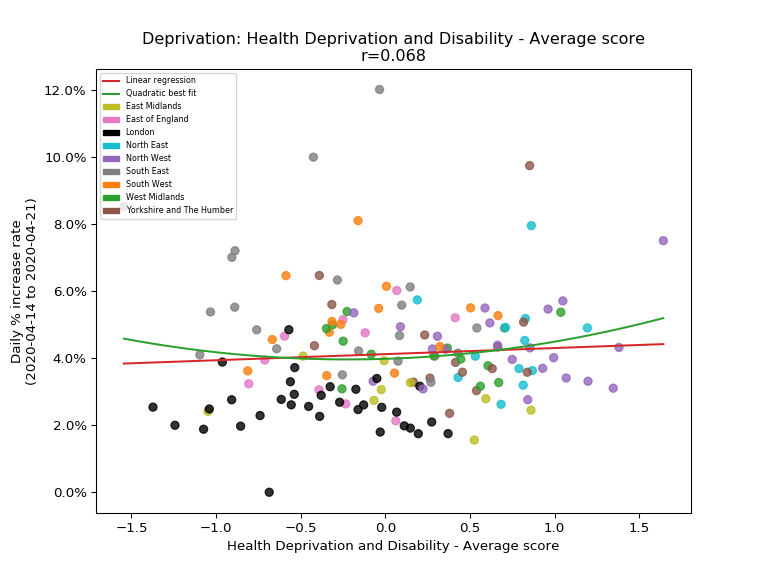 Deprivation: Health Deprivation and Disability - Average score
r=0.068
Linear regression
Quadratic best fit
East Midlands
East of England
London
North East
North West
South East
South West
West Midlands
Yorkshire and The Humber
12.0%
10.0%
8.0%
6.0%
4.0%
2.0%
0.0%
Daily % increase rate
(2020-04-14 to 2020-04-21)
−1.5
−1.0
−0.5
0.0
0.5
1.0
1.5
Health Deprivation and Disability - Average score